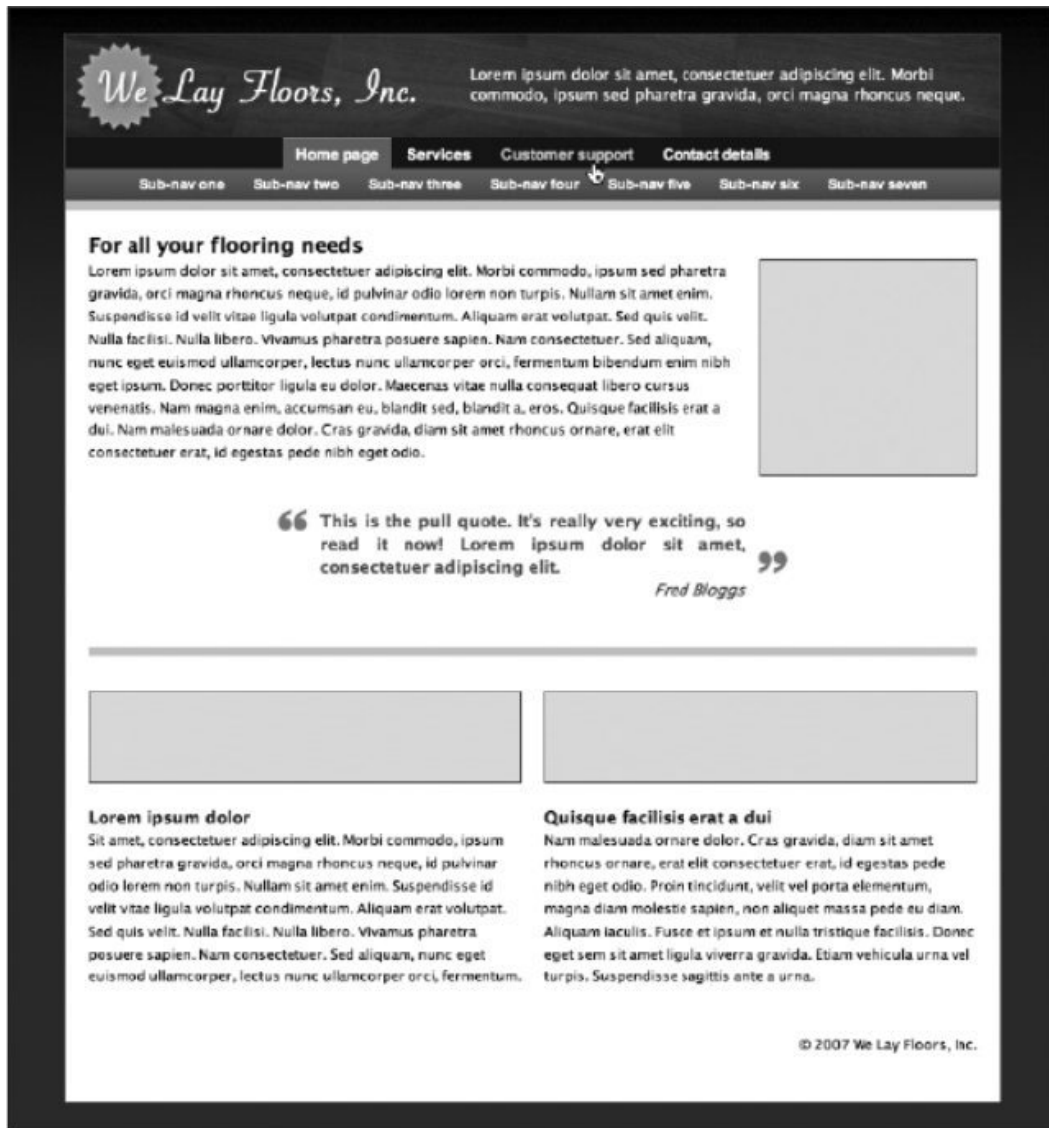 We Lay Floors, Inc.
Lorem ipsum dolor sit amet, consectetuer adipiscing elit. Morbi
commodo, ipsum sed pharetra gravida, orci magna rhoncus neque.
Home page Services Customer support Contact details
Sub-nav one Sub-nav two Sub-nav three Sub-nav four Sub-nav five Sub-nav six Sub-nav seven
For all your flooring needs
Lorem ipsum dolor sit amet, consectetuer adipiscing elit. Morbi commodo, ipsum sed pharetra
gravida, orci magna rhoncus neque, id pulvinar odio lorem non turpis. Nullam sit amet enim.
Suspendisse id velit vitae ligula volutpat condimentum. Aliquam erat volutpat. Sed quis velit.
Nulla facilisi. Nulla libero. Vivamus pharetra posuere sapien. Nam consectetuer. Sed aliquam,
nunc eget euismod ullamcorper, lectus nunc ullamcorper orci, fermentum bibendum enim nibh
eget ipsum. Donec porttitor ligula eu dolor. Maecenas vitae nulla consequat libero cursus
venenatis. Nam magna enim, accumsan eu, blandit sed, blandit a, eros. Quisque facilisis erat a
dui. Nam malesuada ornare dolor. Cras gravida, diam sit amet rhoncus ornare, erat elit
consectetuer erat, id egestas pede nibh eget odio.
“ This is the pull quote. It's really very exciting, so
read it now! Lorem ipsum dolor sit amet,
consectetuer adipiscing elit. ”
Fred Bloggs
Lorem ipsum dolor
Sit amet, consectetuer adipiscing elit. Morbi commodo, ipsum
sed pharetra gravida, orci magna rhoncus neque, id pulvinar
odio lorem non turpis. Nullam sit amet enim. Suspendisse id
velit vitae ligula volutpat condimentum. Aliquam erat volutpat.
Sed quis velit. Nulla facilisi. Nulla libero. Vivamus pharetra
posuere sapien. Nam consectetuer. Sed aliquam, nunc eget
euismod ullamcorper, lectus nunc ullamcorper orci, fermentum.
Quisque facilisis erat a dui
Nam malesuada ornare dolor. Cras gravida, diam sit amet
rhoncus ornare, erat elit consectetuer erat, id egestas pede
nibh eget odio. Proin tincidunt, velit vel porta elementum,
magna diam molestie sapien, non aliquet massa pede eu diam.
Aliquam iaculis. Fusce et ipsum et nulla tristique facilisis. Donec
eget sem sit amet ligula viverra gravida. Etiam vehicula urna vel
turpis. Suspendisse sagittis ante a urna.
© 2007 We Lay Floors, Inc.